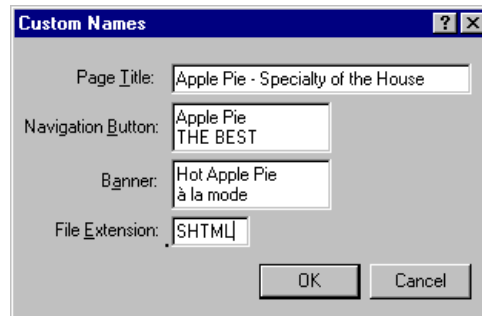 Custom Names
Page Title: Apple Pie - Specialty of the House
Navigation Button: Apple Pie
THE BEST
Banner: Hot Apple Pie
à la mode
File Extension: SHTML
OK Cancel